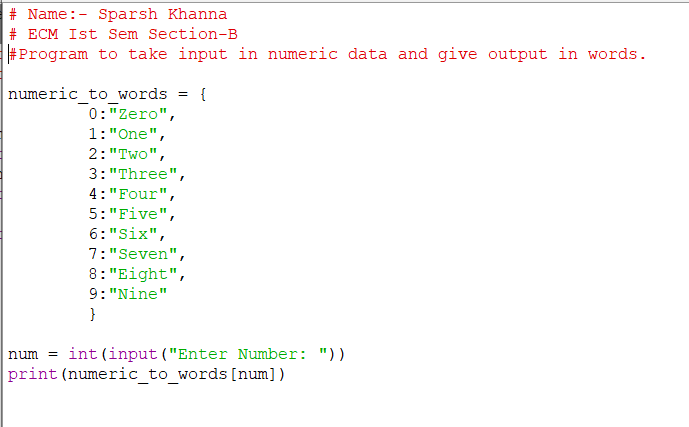 # Name:- Sparsh Khanna
# ECM Ist Sem Section-B
#Program to take input in numeric data and give output in words.
numeric_to_words = {
0:"Zero",
1:"One",
2:"Two",
3:"Three",
4:"Four",
5:"Five",
6:"Six",
7:"Seven",
8:"Eight",
9:"Nine"
}
num = int(input("Enter Number: "))
print(numeric_to_words[num])